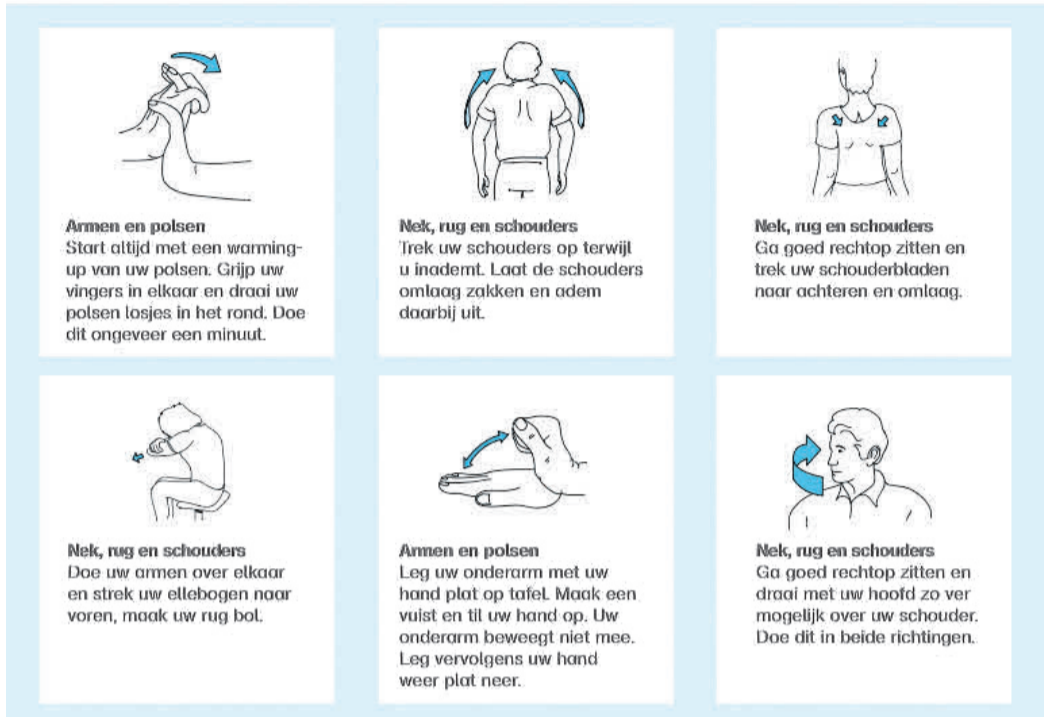 Armen en polsen
Start altijd met een warming-
up van uw polsen. Grijp uw
vingers in elkaar en draai uw
polsen losjes in het rond. Doe
dit ongeveer een minuut.
Nek, rug en schouders
Trek uw schouders op terwijl
u inademt. Laat de schouders
omlaag zakken en adem
daarbij uit.
Nek, rug en schouders
Ga goed rechtop zitten en
trek uw schouderbladen
naar achteren en omlaag.
Nek, rug en schouders
Doe uw armen over elkaar
en strek uw ellebogen naar
voren, maak uw rug bol.
Armen en polsen
Leg uw onderarm met uw
hand plat op tafel. Maak een
vuist en til uw hand op. Uw
onderarm beweegt niet mee.
Leg vervolgens uw hand
weer plat neer.
Nek, rug en schouders
Ga goed rechtop zitten en
draai met uw hoofd zo ver
mogelijk over uw schouder.
Doe dit in beide richtingen.